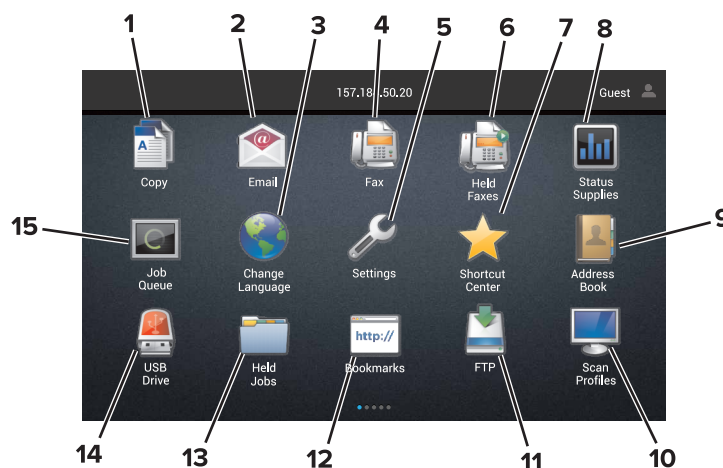 1 2 3 4 5 6 7 8
157.18 .50.20 Guest
A @
Copy Email Fax Held Faxes Status Supplies
15 9
Job Queue Change Language Settings Shortcut Center Address Book
http://
USB Drive Held Jobs Bookmarks FTP Scan Profiles
14 13 12 11 10